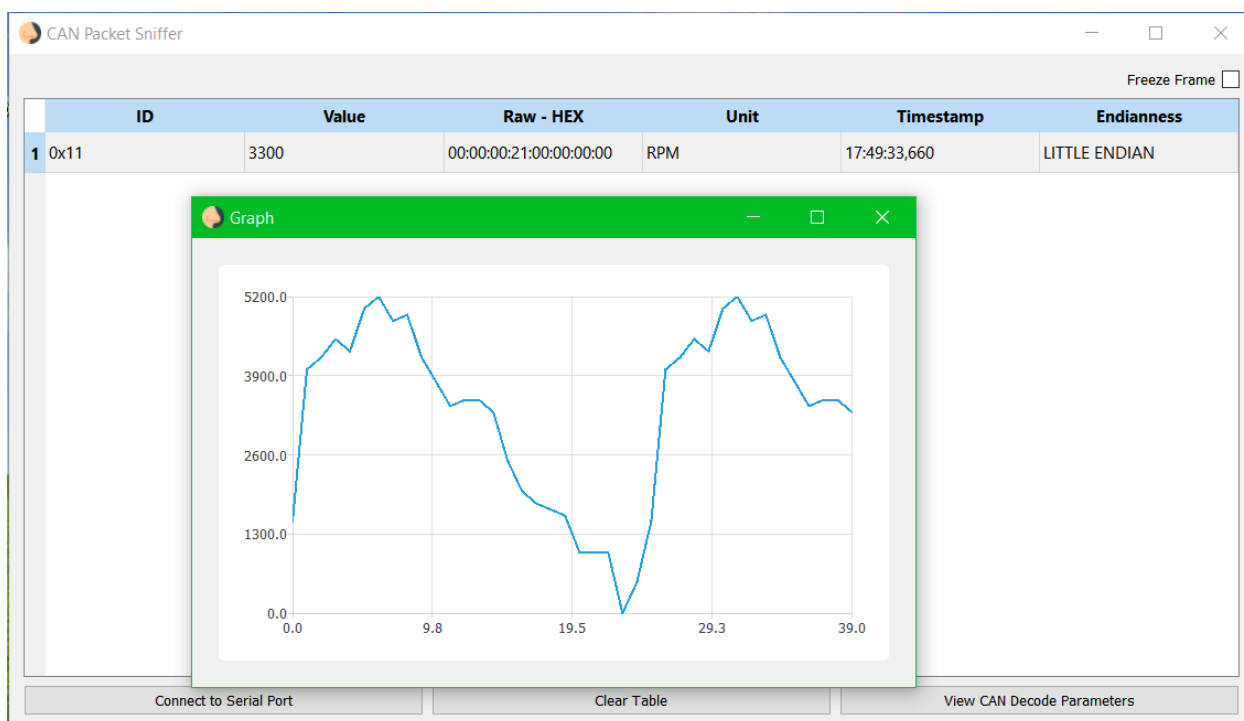 CAN Packet Sniffer
Freeze Frame
ID Value Raw - HEX Unit Timestamp Endianness
1 0x11 3300 00:00:00:21:00:00:00:00 RPM 17:49:33,660 LITTLE ENDIAN
Graph
5200.0
3900.0
2600.0
1300.0
0.0
0.0 9.8 19.5 29.3 39.0
Connect to Serial Port Clear Table View CAN Decode Parameters